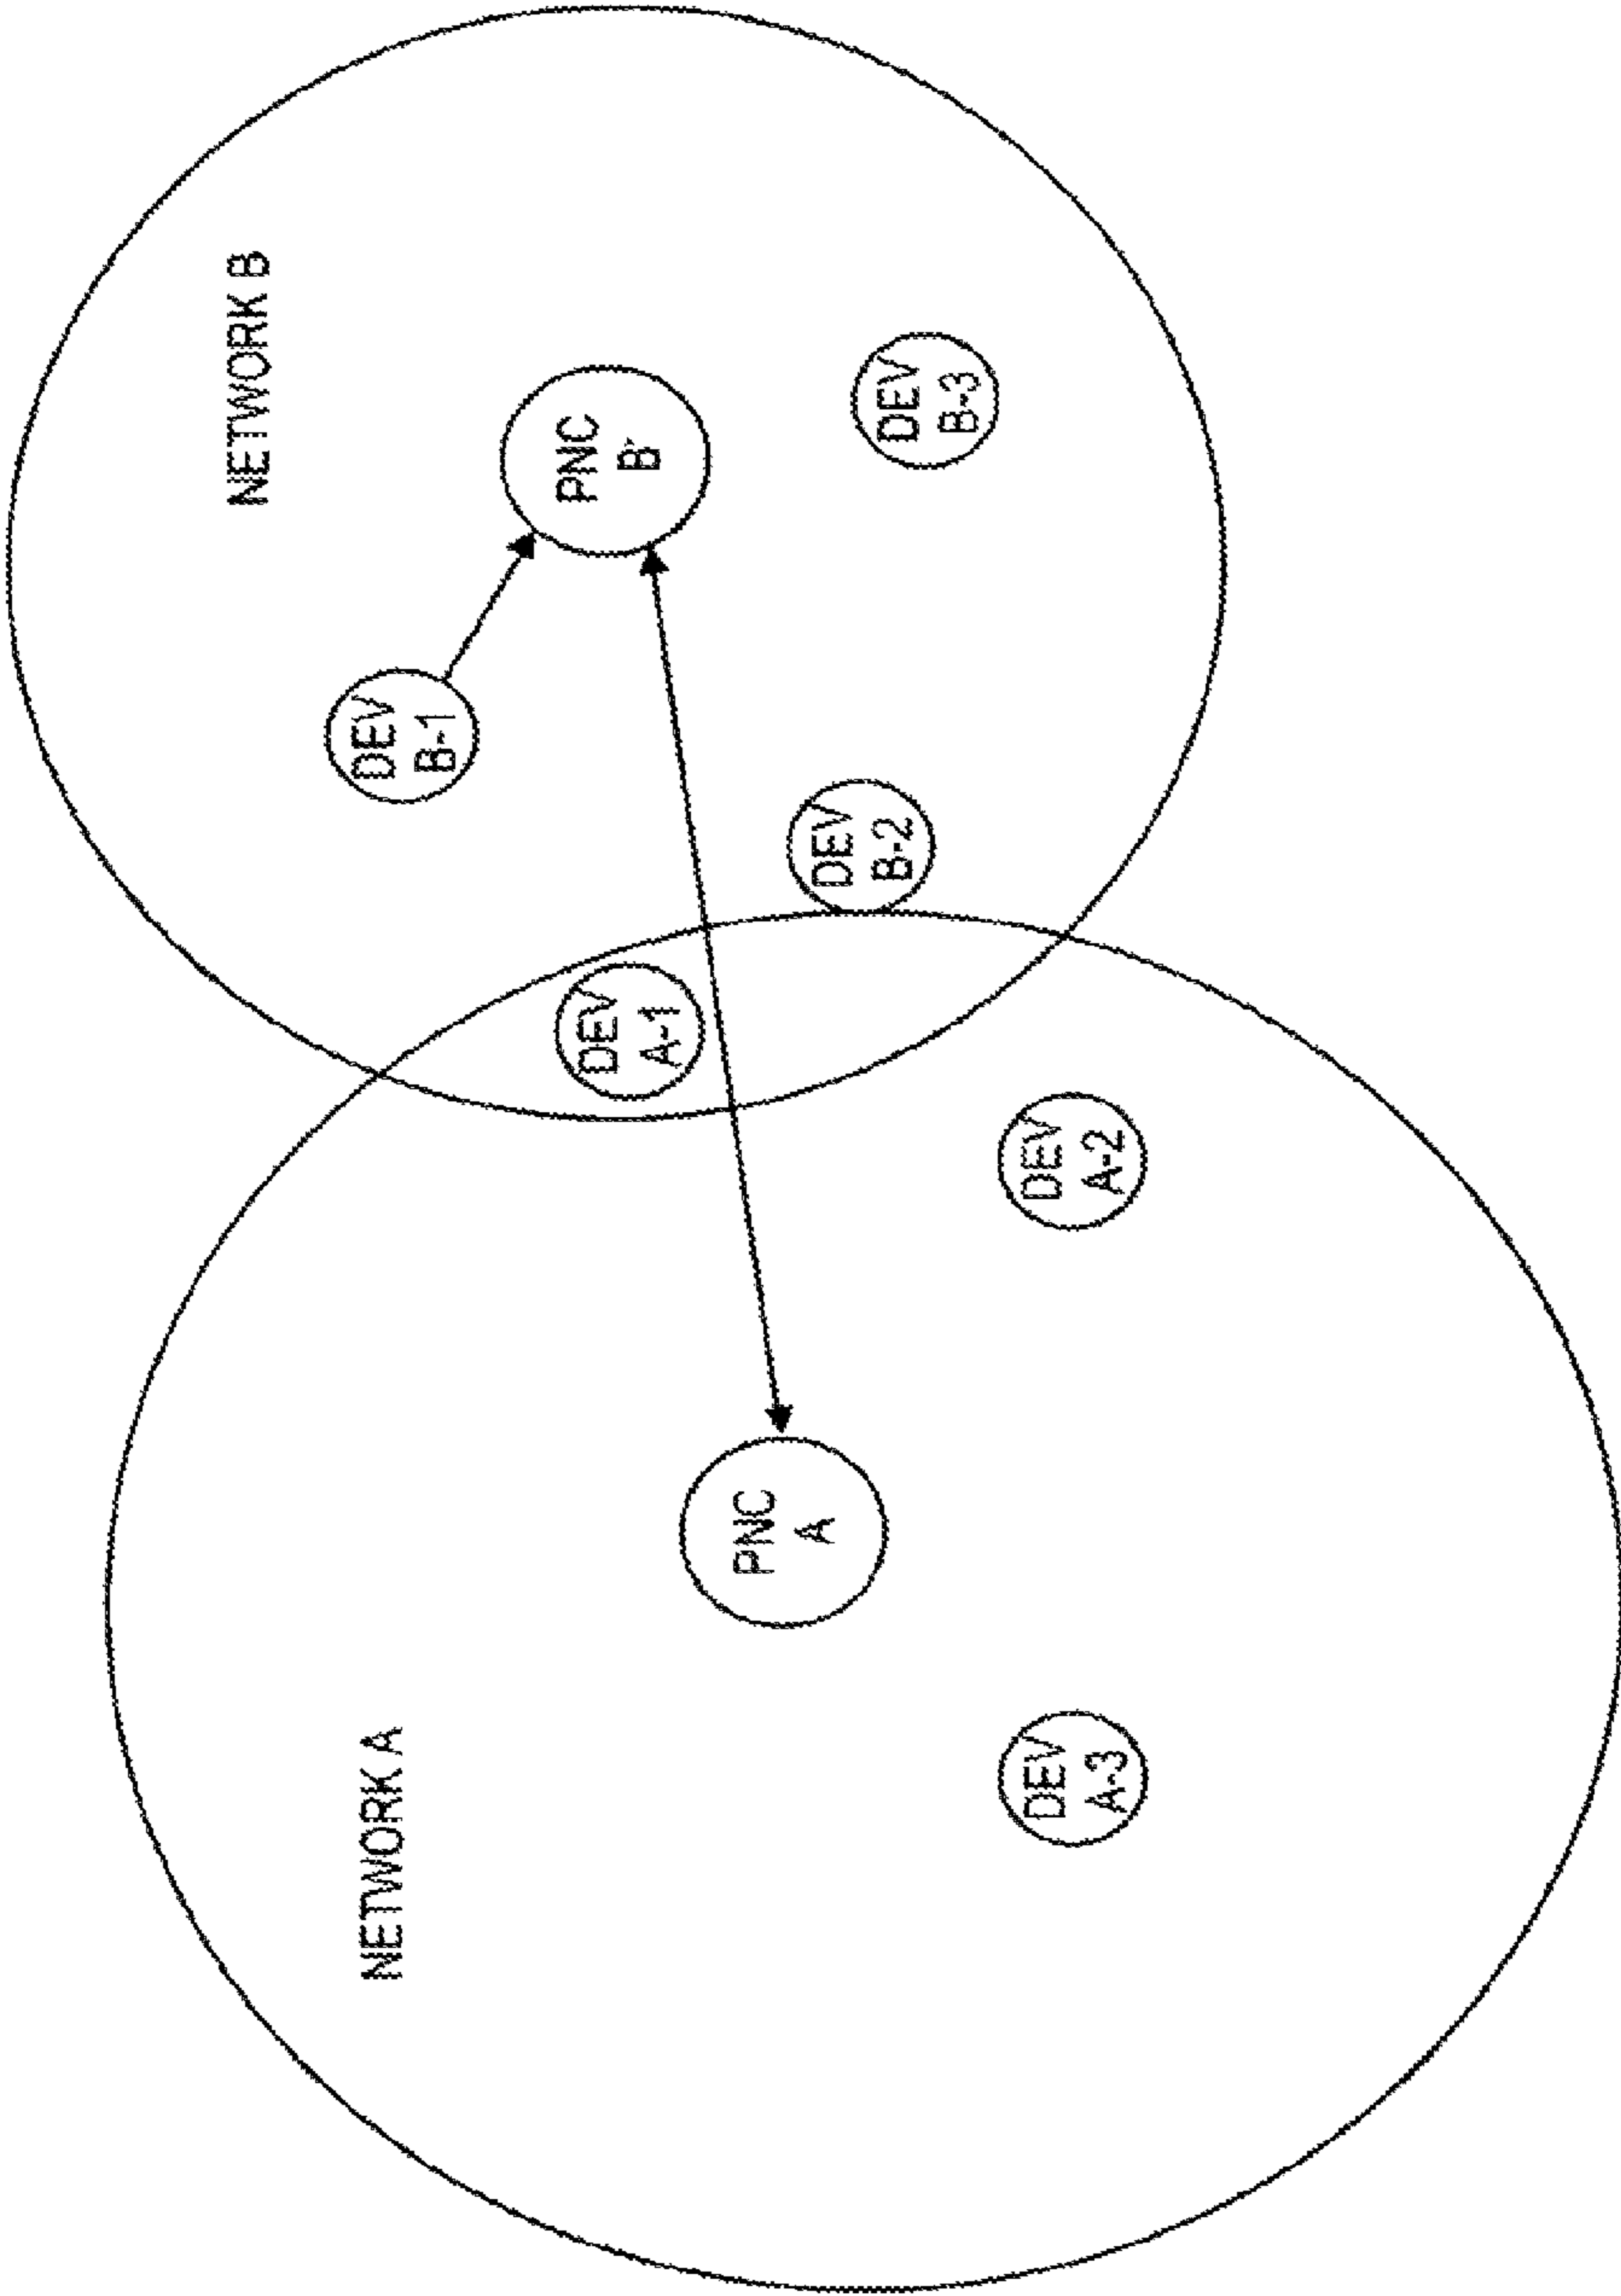 NETWORK A
NETWORK B
PNC
A
PNC
B
DEV
A-1
DEV
A-2
DEV
A-3
DEV
B-1
DEV
B-2
DEV
B-3